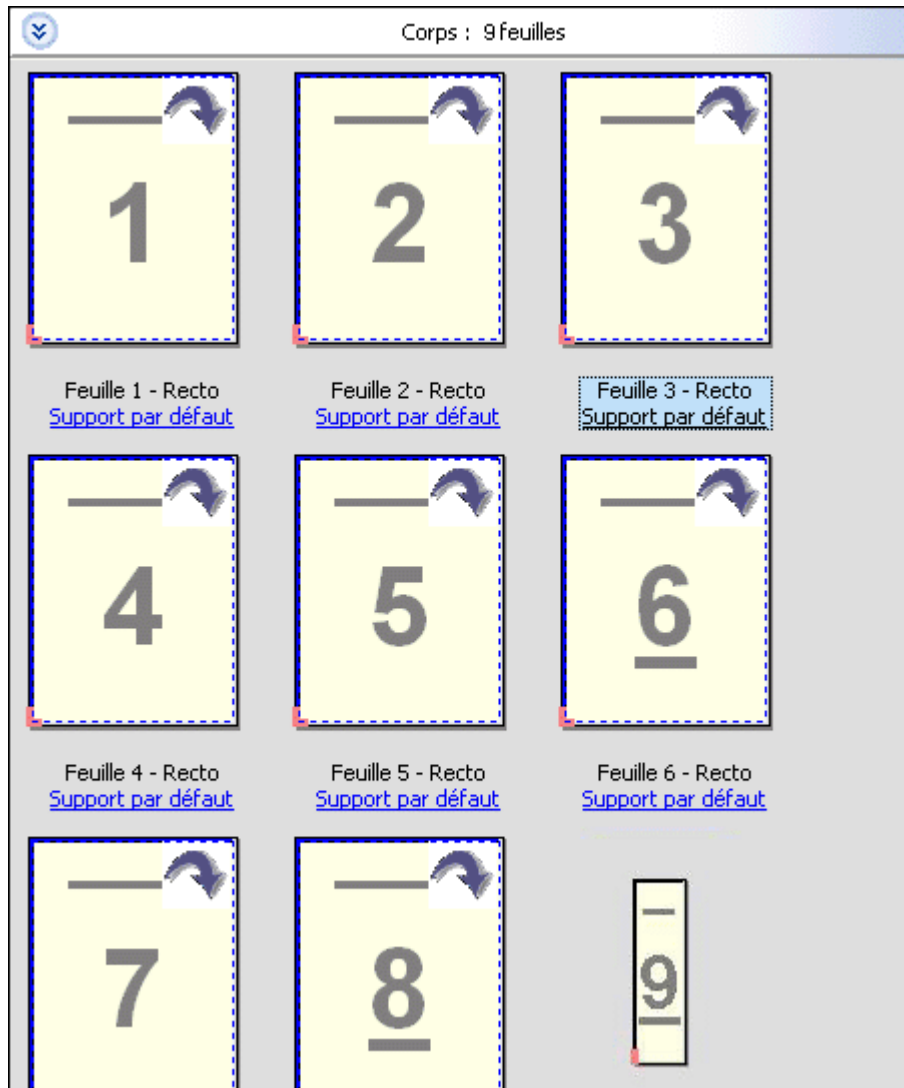 Corps : 9 feuilles
1 2 3
Feuille 1 - Recto Feuille 2 - Recto Feuille 3 - Recto
Support par défaut Support par défaut Support par défaut
4 5 6
Feuille 4 - Recto Feuille 5 - Recto Feuille 6 - Recto
Support par défaut Support par défaut Support par défaut
7 8 9